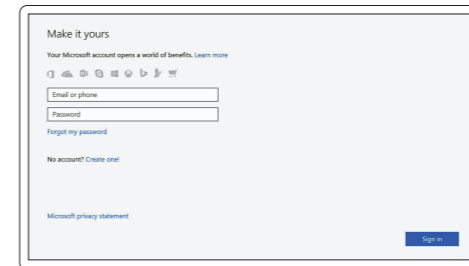 Make it yours
Your Microsoft account opens a world of benefits. Learn more
Email or phone
Password
Forgot my password
No account? Create one!
Microsoft privacy statement
Sign in